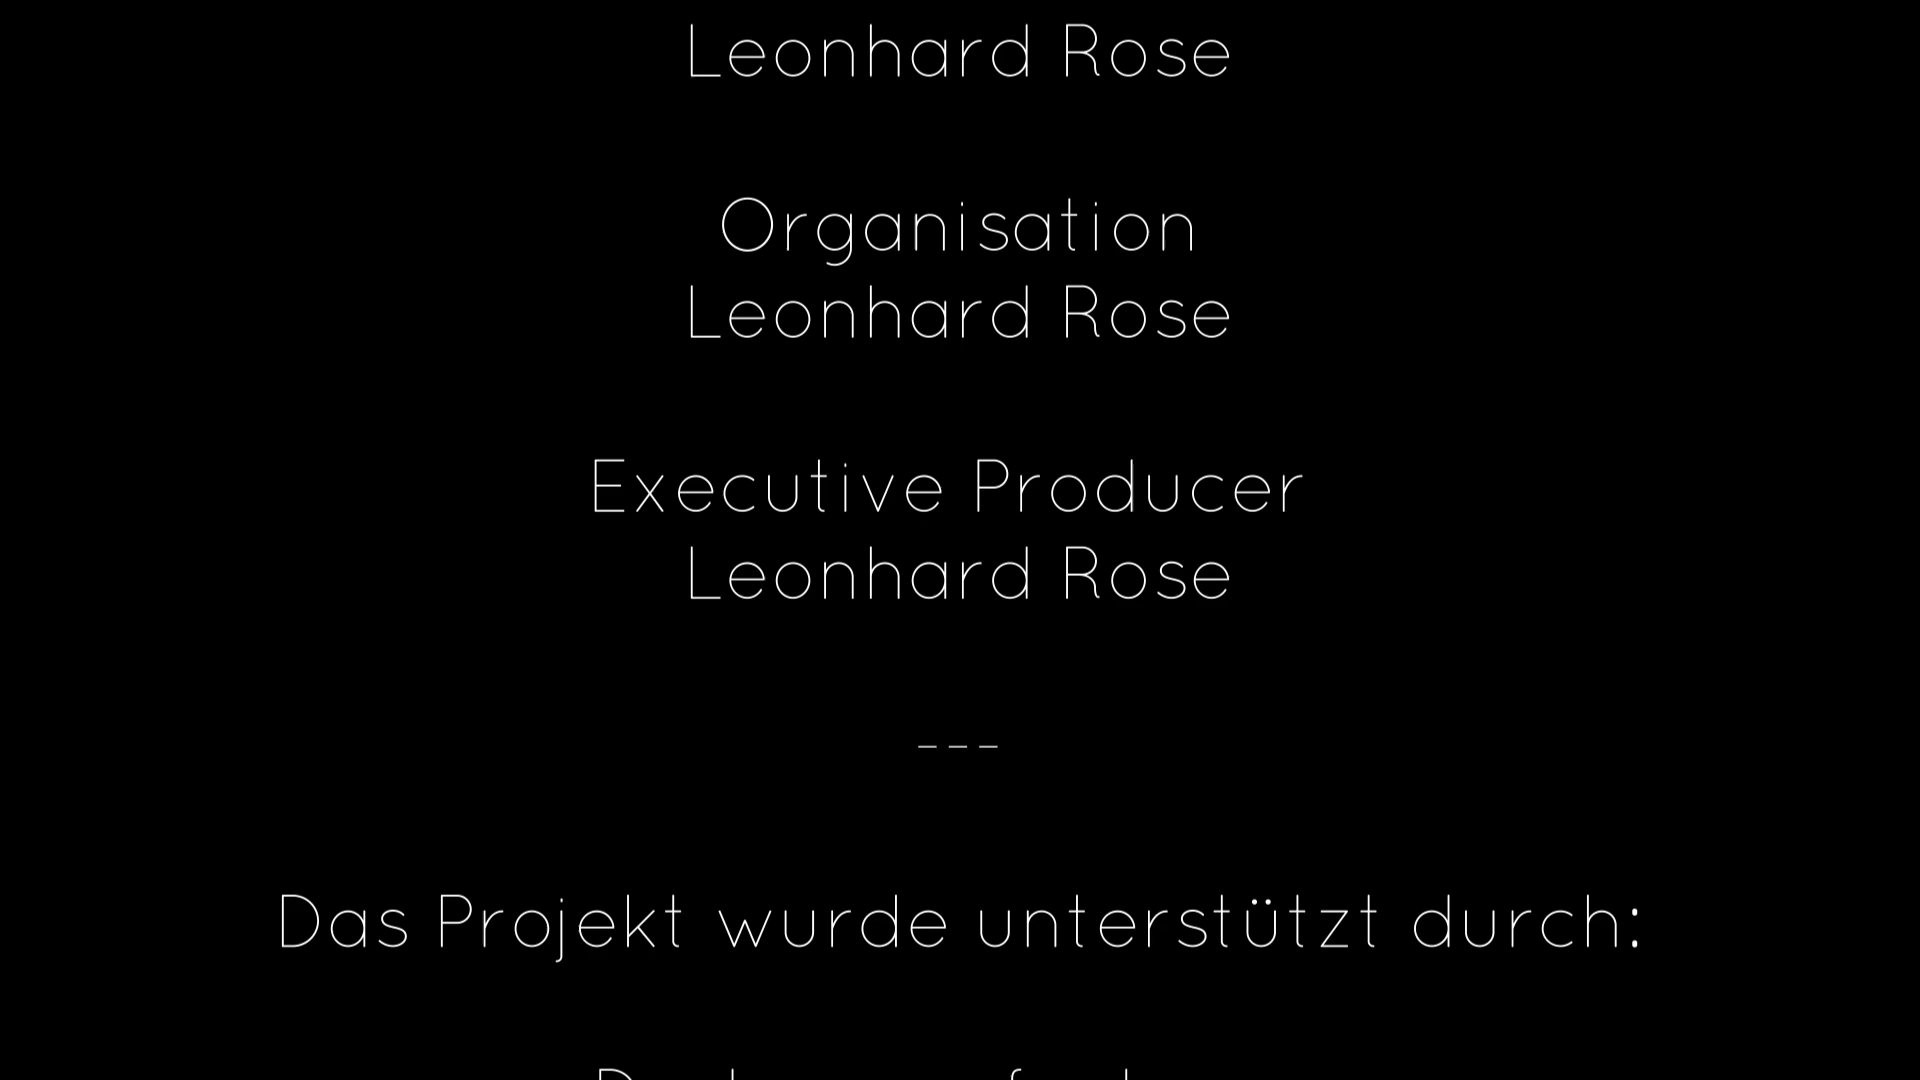 Leonhard Rose
Organisation
Leonhard Rose
Executive Producer
Leonhard Rose
---
Das Projekt wurde unterstützt durch: